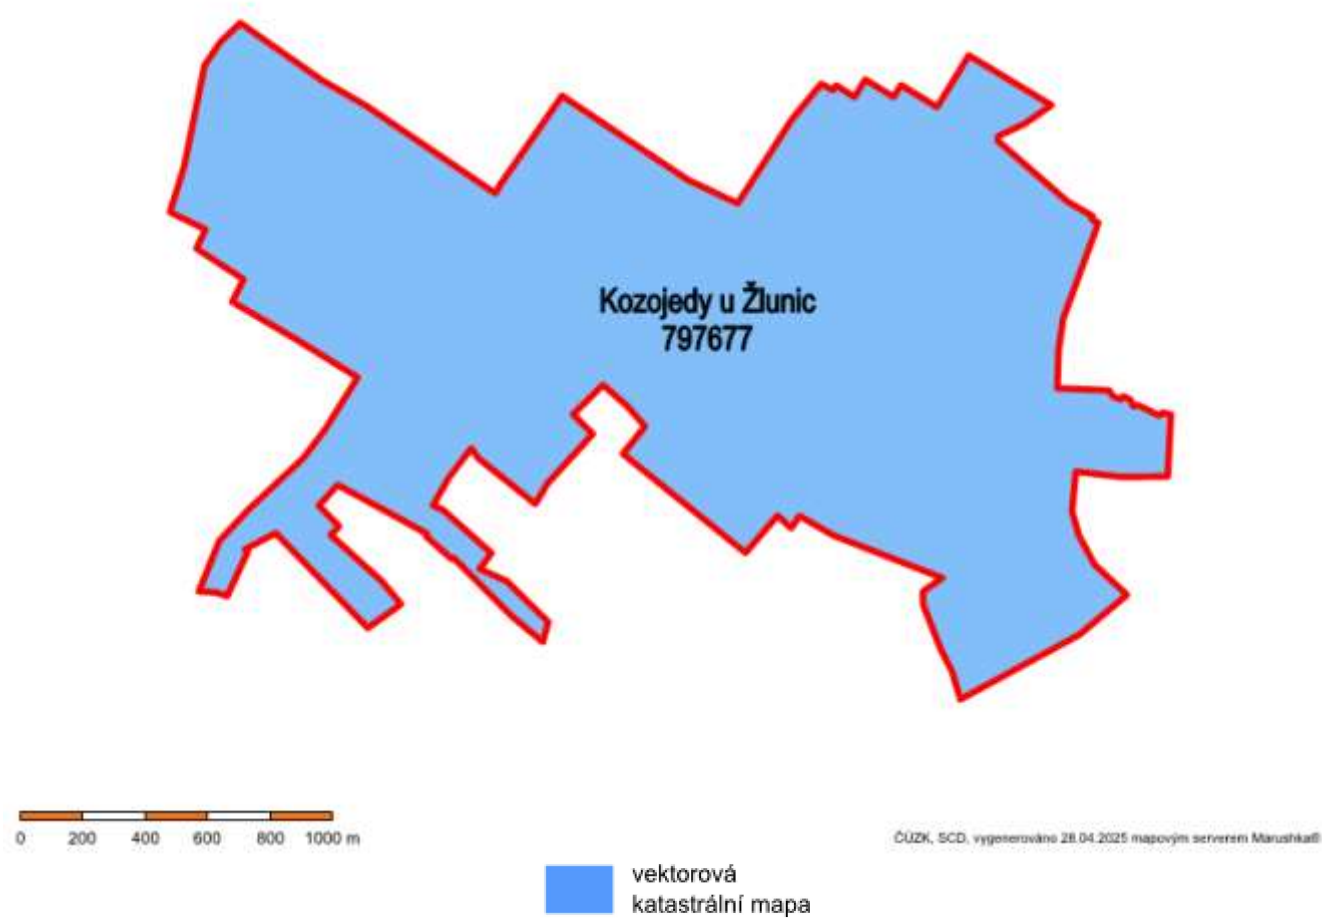 Kozojedy u Žlunic
797677
0 200 400 600 800 1000 m
ČÚZK, SCD, vygenerováno 28.04.2025 mapovým serverem Marushka®
vektorová
katastrální mapa